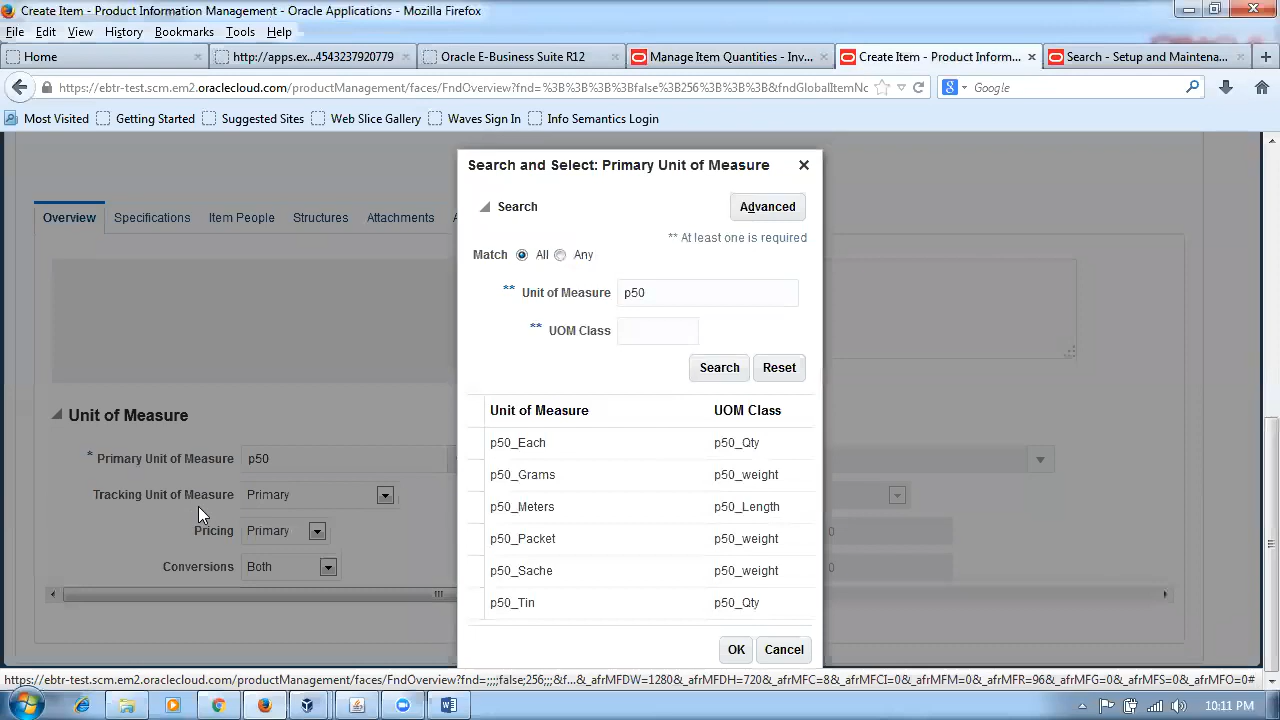 Create Item - Product Information Management - Oracle Applications - Mozilla Firefox
File Edit View History Bookmarks Tools Help
Home http://apps.ex...4543237920779 Oracle E-Business Suite R12 Manage Item Quantities - Inv... Create Item - Product Inform... Search - Setup and Maintena...
https://ebtr-test.scm.em2.oraclecloud.com/productManagement/faces/FndOverview?fnd=%3B%3B%3B%3Bfalse%3B256%3B%3B%3B&fndGlobalItemNc Google
Most Visited Getting Started Suggested Sites Web Slice Gallery Waves Sign In Info Semantics Corporation
Search and Select: Primary Unit of Measure
Search Advanced
** At least one is required
Match All Any
Overview Specifications Item People Structures Attachments
** Unit of Measure p50
** UOM Class
Search Reset
Unit of Measure UOM Class
p50_Each p50_Qty
p50_Grams p50_weight
p50_Meters p50_Length
p50_Packet p50_weight
p50_Sache p50_weight
p50_Tin p50_Qty
OK Cancel
Unit of Measure
* Primary Unit of Measure p50
Tracking Unit of Measure Primary
Pricing Primary 0
Conversions Both 0
https://ebtr-test.scm.em2.oraclecloud.com/productManagement/faces/FndOverview?fnd=;;;;false;256;;;&f...&_afrMFDW=1280&_afrMFDH=720&_afrMFC=8&_afrMFCI=0&_afrMFM=0&_afrMFR=96&_afrMFG=0&_afrMFS=0&_afrMFO=0#
10:11 PM